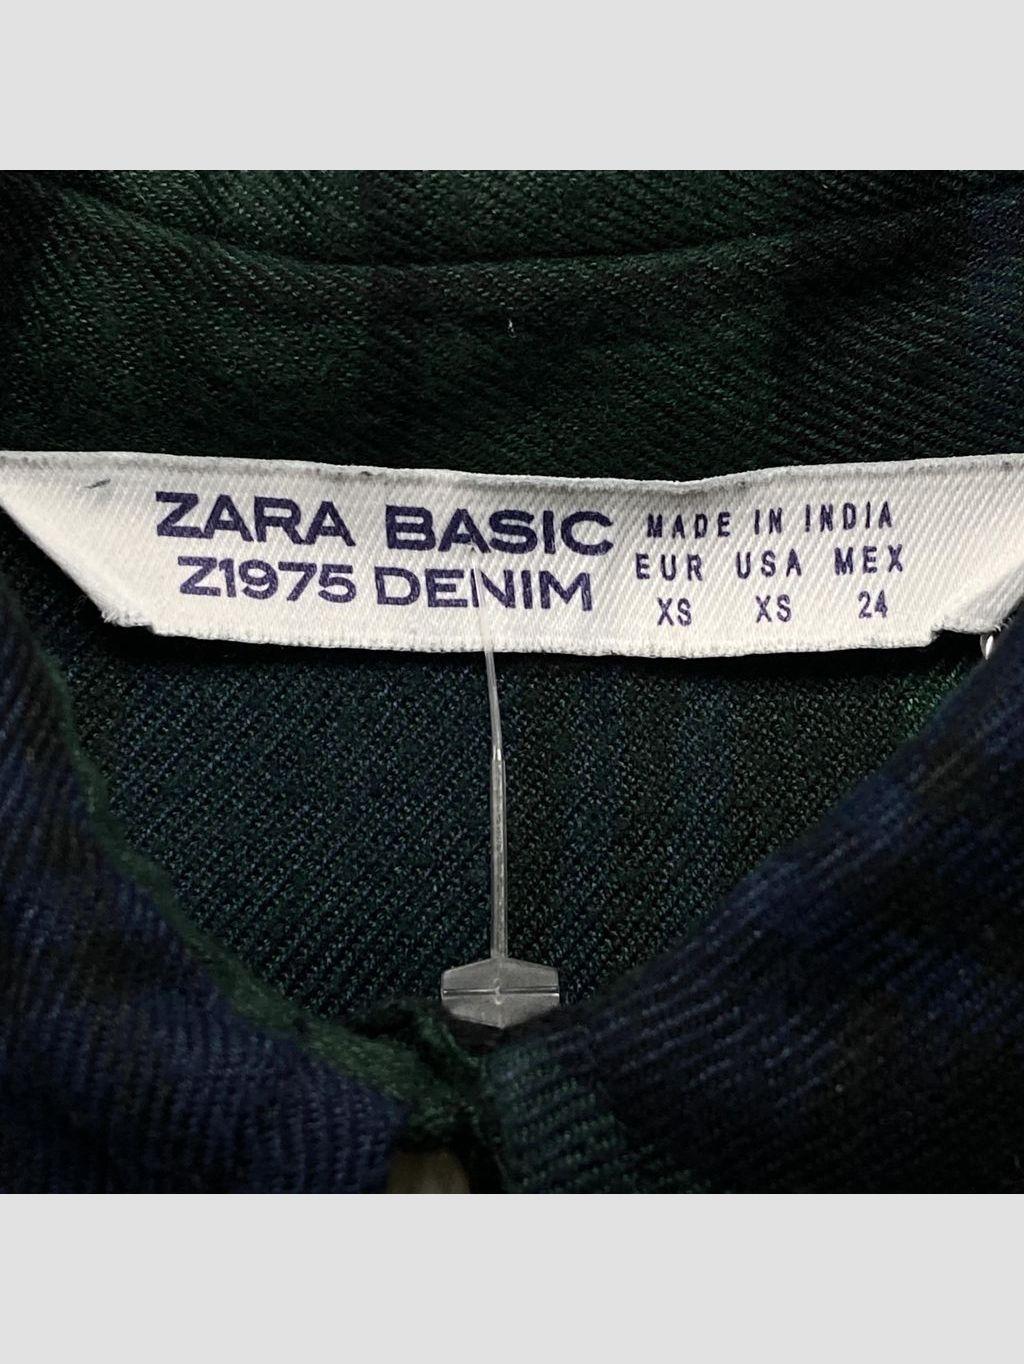 ZARA BASIC
Z1975 DENIM
MADE IN INDIA
EUR USA MEX
XS XS 24